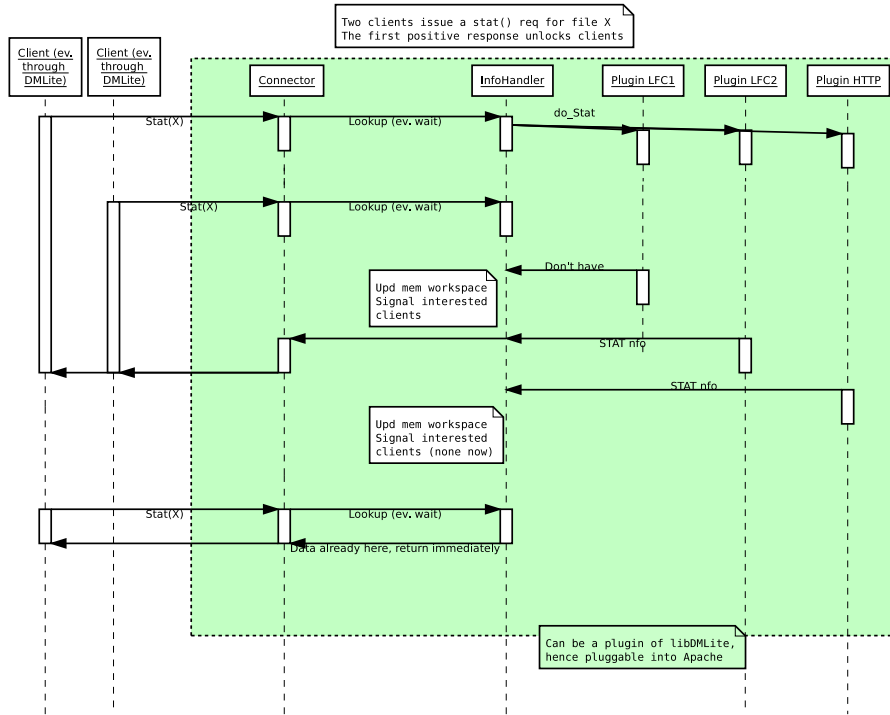 Two clients issue a stat() req for file X
The first positive response unlocks clients
Client (ev.
through
DMLite)
Client (ev.
through
DMLite)
Connector
InfoHandler
Plugin LFC1
Plugin LFC2
Plugin HTTP
Stat(X)
Lookup (ev. wait)
do_Stat
Stat(X)
Lookup (ev. wait)
Don't have
Upd mem workspace
Signal interested
clients
STAT nfo
STAT nfo
Upd mem workspace
Signal interested
clients (none now)
Stat(X)
Lookup (ev. wait)
Data already here, return immediately
Can be a plugin of libDMLite,
hence pluggable into Apache